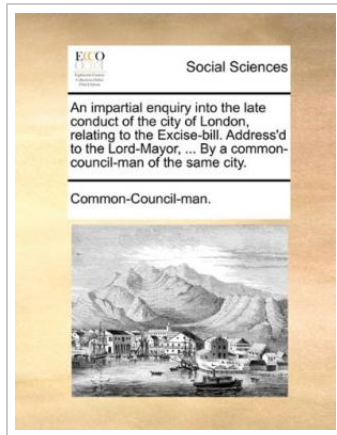 ECCO
Social Sciences
An impartial enquiry into the late
conduct of the city of London,
relating to the Excise-bill. Address'd
to the Lord-Mayor, ... By a common-
council-man of the same city.
Common-Council-man.